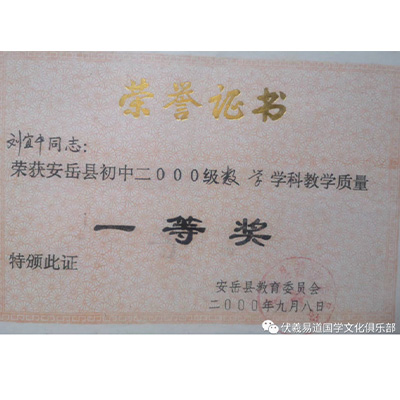 荣誉证书
刘宜午同志:
荣获安岳县初中二000级数学学科教学质量
一等奖
特颁此证
安岳县教育委员会
二000年九月八日
伏羲易道国学文化俱乐部